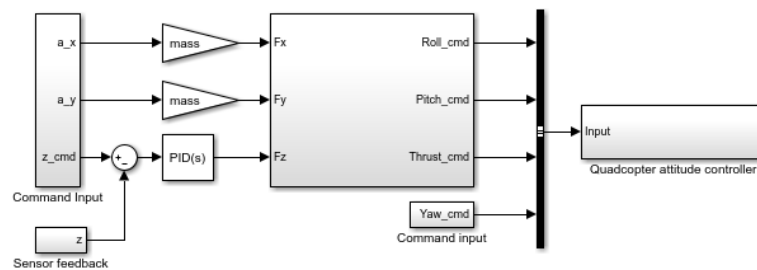 a_x
mass
Fx
Roll_cmd
a_y
mass
Fy
Pitch_cmd
Input
z_cmd
+
−
PID(s)
Fz
Thrust_cmd
Quadcopter attitude controller
Command Input
Yaw_cmd
z
Command input
Sensor feedback